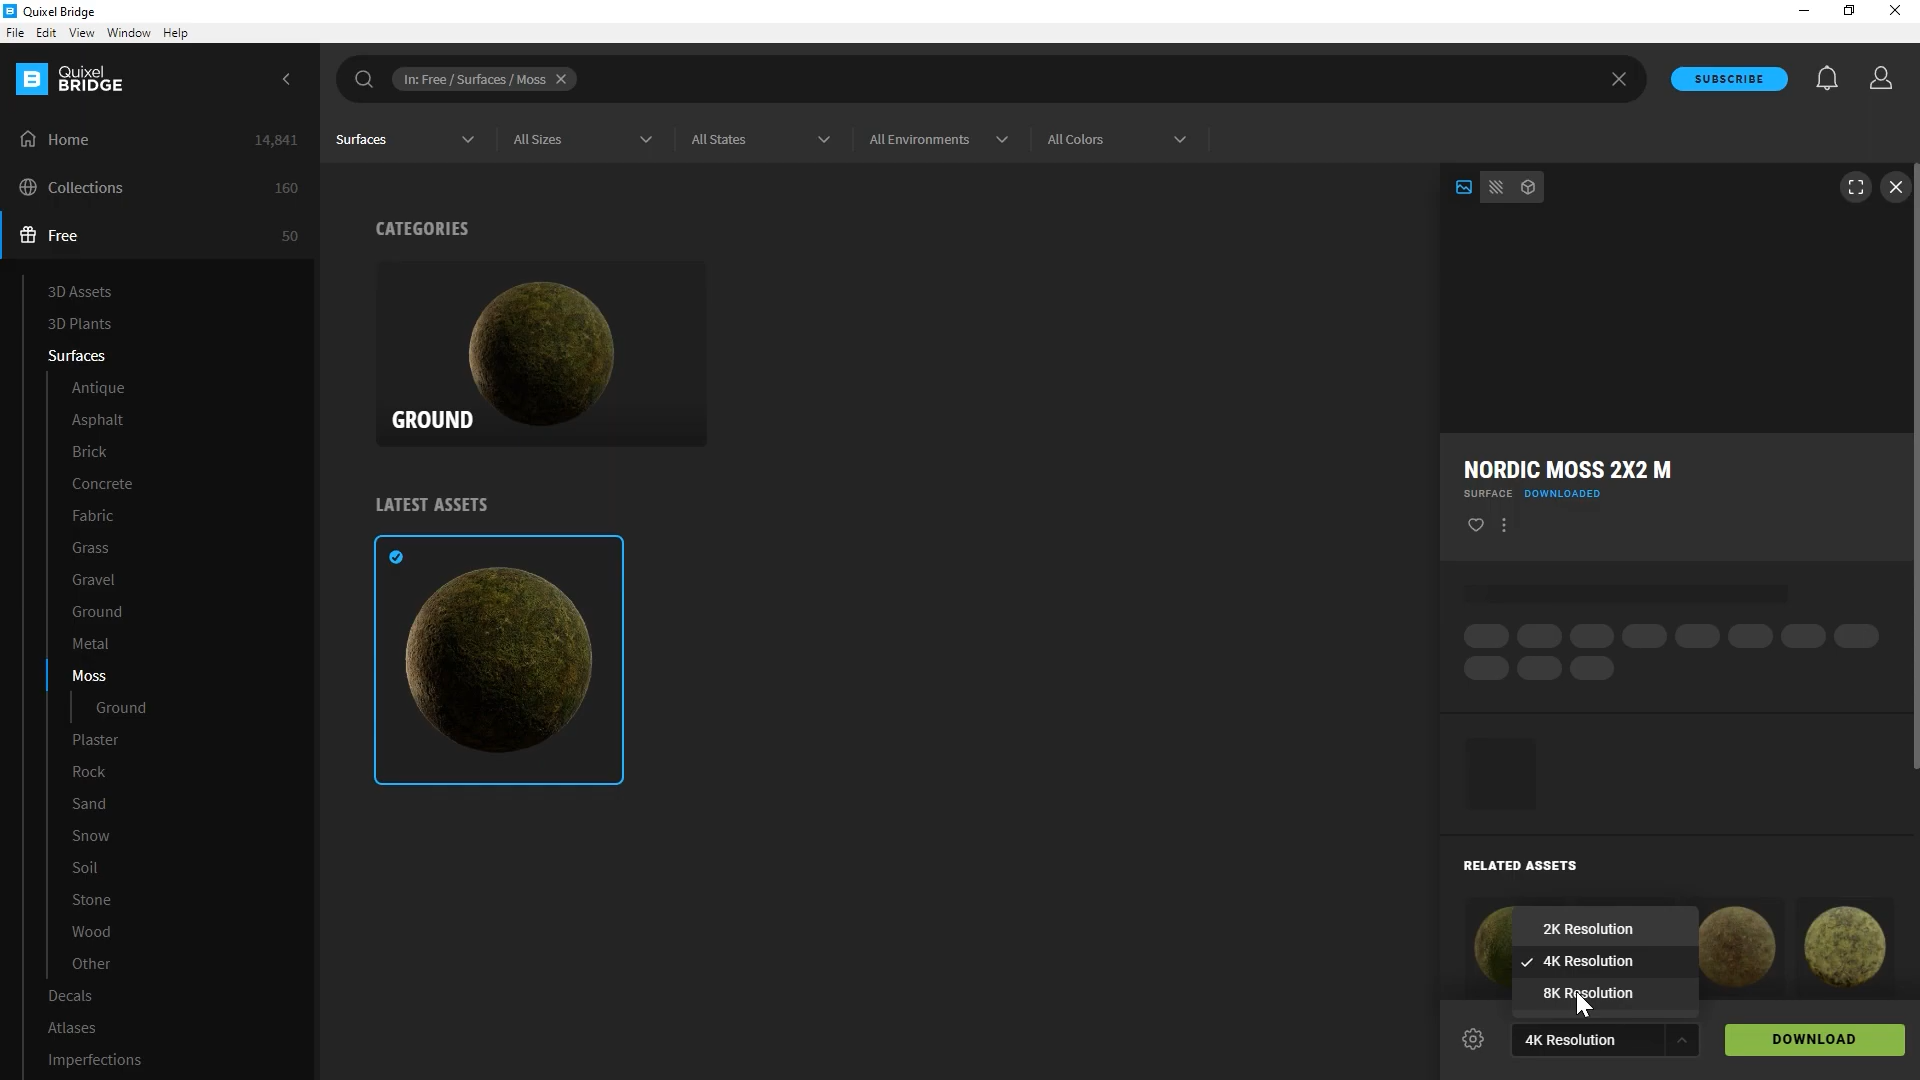 Quixel Bridge
File Edit View Window Help
B Quixel
BRIDGE
In: Free / Surfaces / Moss
SUBSCRIBE
Home 14,841
Collections 160
Free 50
3D Assets
3D Plants
Surfaces
Antique
Asphalt
Brick
Concrete
Fabric
Grass
Gravel
Ground
Metal
Moss
Ground
Plaster
Rock
Sand
Snow
Soil
Stone
Wood
Other
Decals
Atlases
Imperfections
Surfaces All Sizes All States All Environments All Colors
CATEGORIES
GROUND
LATEST ASSETS
NORDIC MOSS 2X2 M
SURFACE DOWNLOADED
RELATED ASSETS
2K Resolution
4K Resolution
8K Resolution
4K Resolution
DOWNLOAD